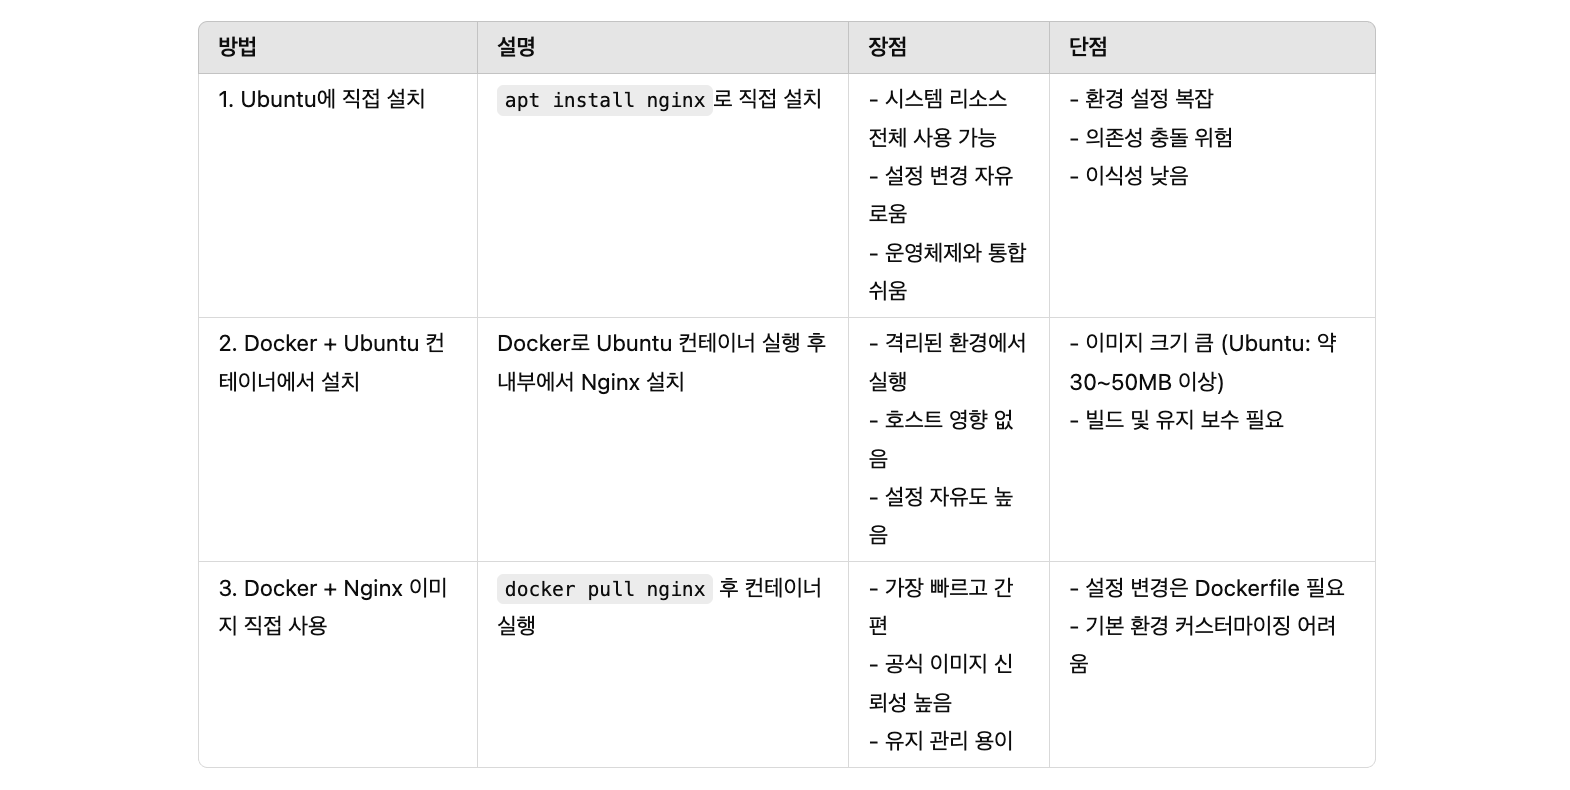 방법
설명
장점
단점
1. Ubuntu에 직접 설치
apt install nginx로 직접 설치
- 시스템 리소스
전체 사용 가능
- 설정 변경 자유
로움
- 운영체제와 통합
쉬움
- 환경 설정 복잡
- 의존성 충돌 위험
- 이식성 낮음
2. Docker + Ubuntu 컨
테이너에서 설치
Docker로 Ubuntu 컨테이너 실행 후
내부에서 Nginx 설치
- 격리된 환경에서
실행
- 호스트 영향 없
음
- 설정 자유도 높
음
- 이미지 크기 큼 (Ubuntu: 약
30~50MB 이상)
- 빌드 및 유지 보수 필요
3. Docker + Nginx 이미
지 직접 사용
docker pull nginx 후 컨테이너
실행
- 가장 빠르고 간
편
- 공식 이미지 신
뢰성 높음
- 유지 관리 용이
- 설정 변경은 Dockerfile 필요
- 기본 환경 커스터마이징 어려
움